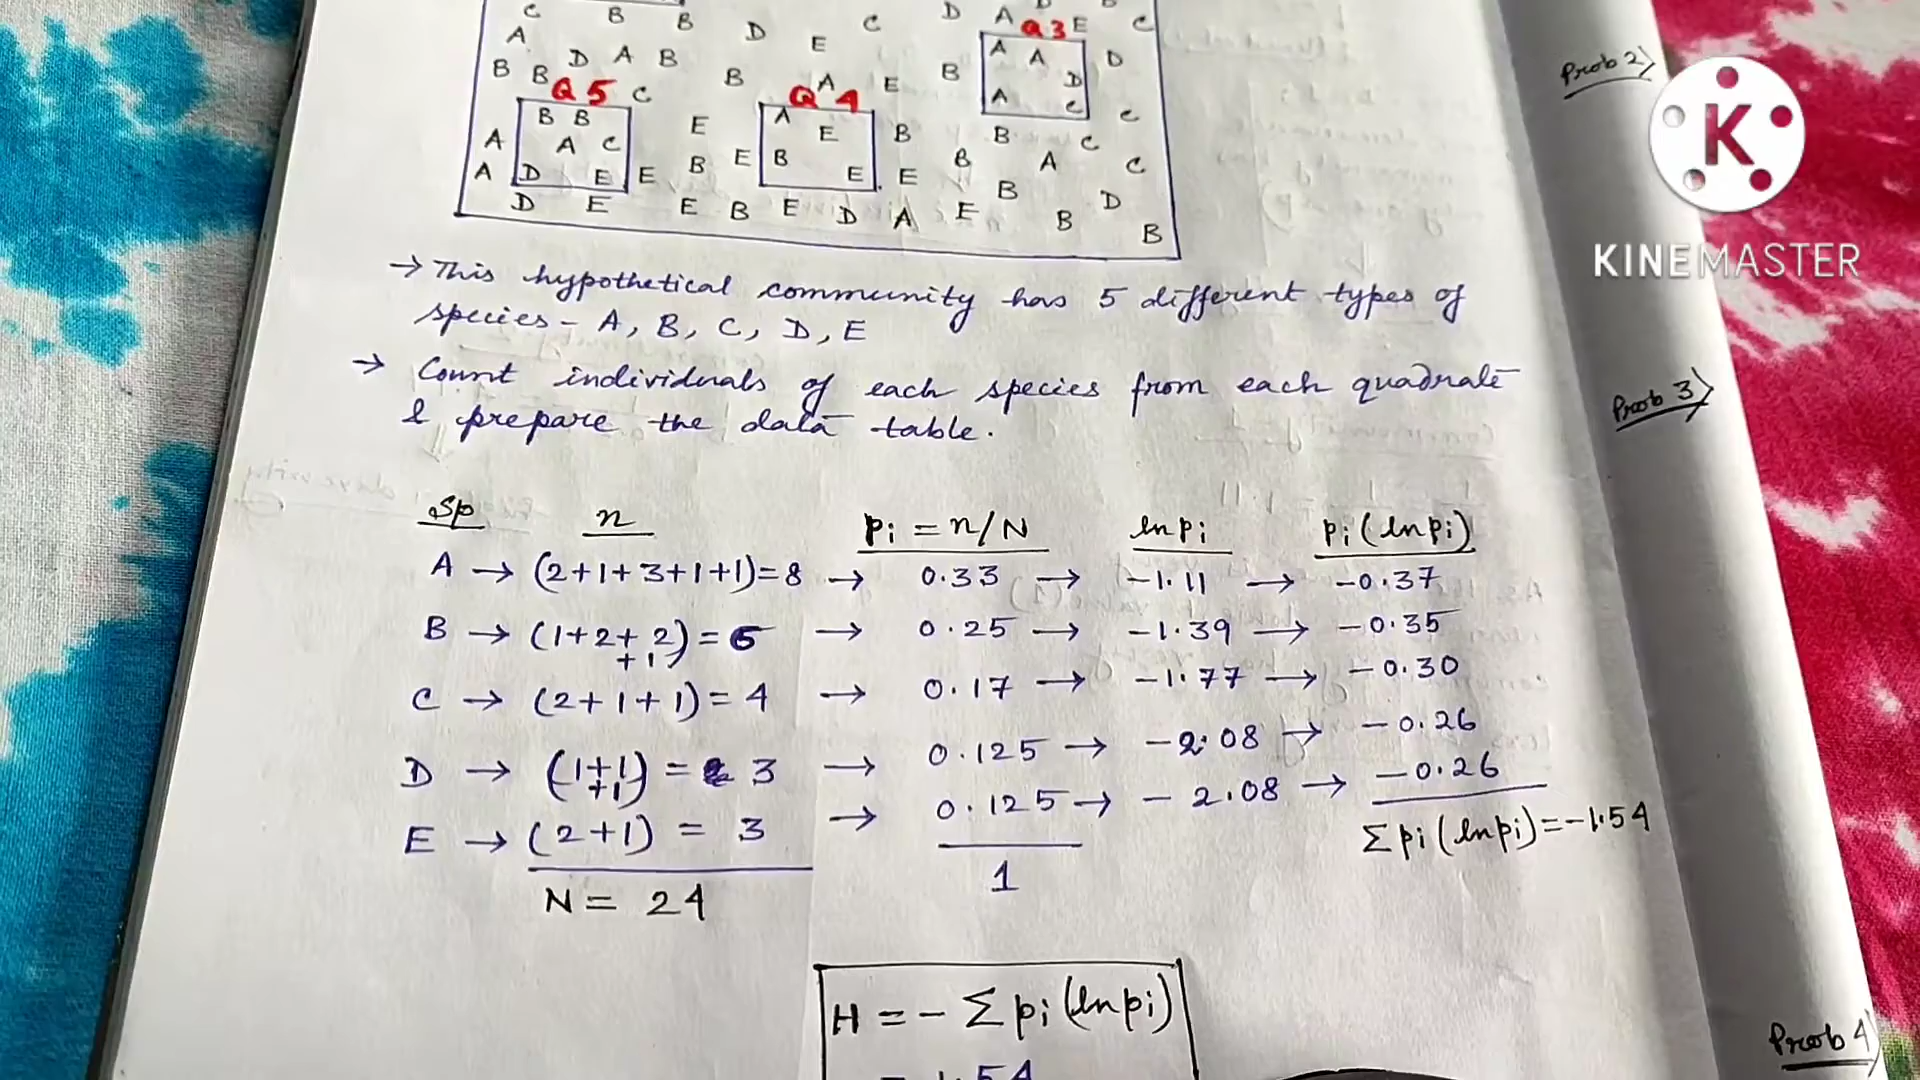 C B B D E C D A Q3 E C
A D A B B A E B A A D
B B Q5 C Q4 A D
B B E A E B A C C
A A C B E B B B A C C
A D E E E E B D
D E E B E D A E B B
→ This hypothetical community has 5 different types of
species - A, B, C, D, E
→ Count individuals of each species from each quadrate
& prepare the data table.
Sp n Pi = n/N ln Pi Pi (ln Pi)
A → (2+1+3+1+1)=8 → 0.33 → -1.11 → -0.37
B → (1+2+2+1) = 6 → 0.25 → -1.39 → -0.35
C → (2+1+1) = 4 → 0.17 → -1.77 → -0.30
D → (1+1+1) = 3 → 0.125 → -2.08 → -0.26
E → (2+1) = 3 → 0.125 → -2.08 → -0.26
N = 24 1 Σ Pi (ln Pi) = -1.54
H = - Σ Pi (ln Pi)
= 1.54
Prob 2)
Prob 3)
Prob 4)
K
KINEMASTER